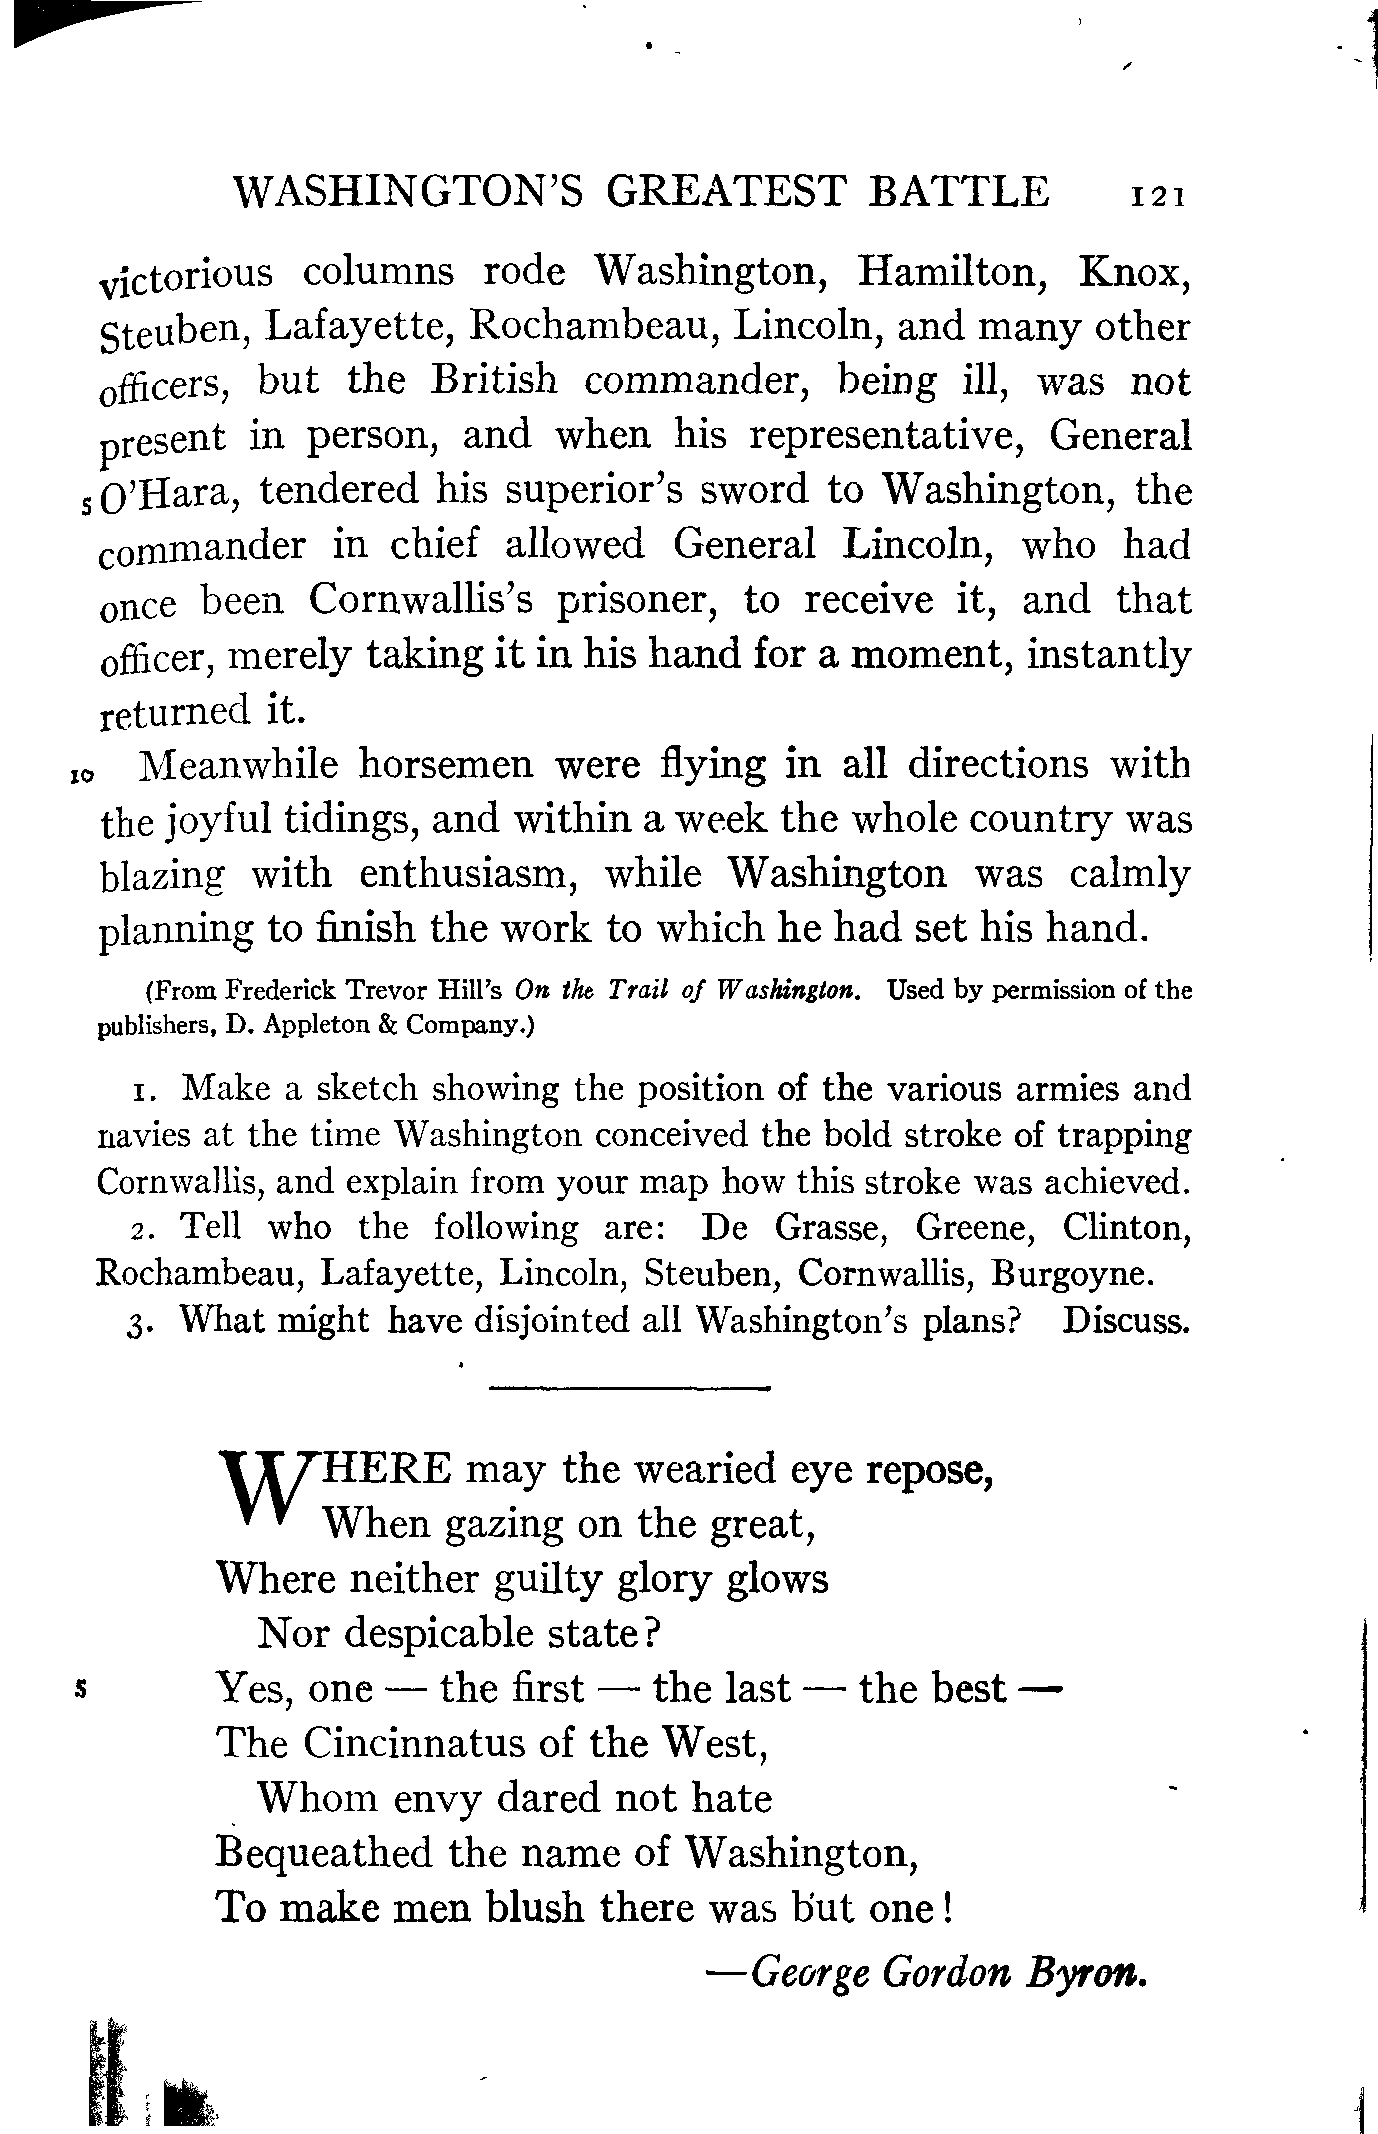 WASHINGTON'S GREATEST BATTLE 121
victorious columns rode Washington, Hamilton, Knox,
Steuben, Lafayette, Rochambeau, Lincoln, and many other
officers, but the British commander, being ill, was not
present in person, and when his representative, General
5 O'Hara, tendered his superior's sword to Washington, the
commander in chief allowed General Lincoln, who had
once been Cornwallis's prisoner, to receive it, and that
officer, merely taking it in his hand for a moment, instantly
returned it.
10 Meanwhile horsemen were flying in all directions with
the joyful tidings, and within a week the whole country was
blazing with enthusiasm, while Washington was calmly
planning to finish the work to which he had set his hand.
(From Frederick Trevor Hill's On the Trail of Washington. Used by permission of the
publishers, D. Appleton & Company.)
1. Make a sketch showing the position of the various armies and
navies at the time Washington conceived the bold stroke of trapping
Cornwallis, and explain from your map how this stroke was achieved.
2. Tell who the following are: De Grasse, Greene, Clinton,
Rochambeau, Lafayette, Lincoln, Steuben, Cornwallis, Burgoyne.
3. What might have disjointed all Washington's plans? Discuss.
WHERE may the wearied eye repose,
When gazing on the great,
Where neither guilty glory glows
Nor despicable state?
5 Yes, one — the first — the last — the best —
The Cincinnatus of the West,
Whom envy dared not hate
Bequeathed the name of Washington,
To make men blush there was but one!
—George Gordon Byron.